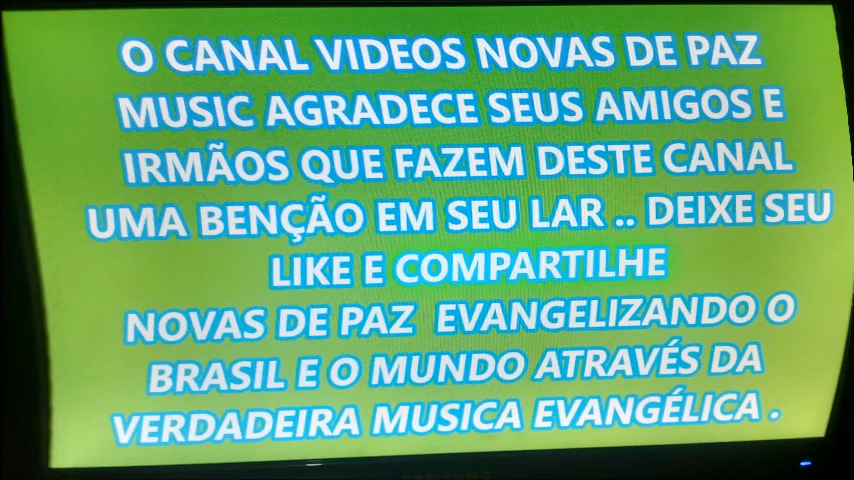 O CANAL VIDEOS NOVAS DE PAZ
MUSIC AGRADECE SEUS AMIGOS E
IRMÃOS QUE FAZEM DESTE CANAL
UMA BENÇÃO EM SEU LAR .. DEIXE SEU
LIKE E COMPARTILHE
NOVAS DE PAZ EVANGELIZANDO O
BRASIL E O MUNDO ATRAVÉS DA
VERDADEIRA MUSICA EVANGÉLICA .